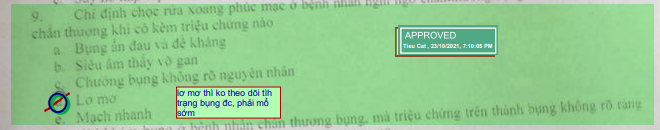 9. Chỉ định chọc rửa xoang phúc mạc ở bệnh nhân nghi ngờ
chấn thương khi có kèm triệu chứng nào
a. Bụng ấn đau và đề kháng
b. Siêu âm thấy vỡ gan
c. Chướng bụng không rõ nguyên nhân
d. Lơ mơ
e. Mạch nhanh
APPROVED
Tieu Cat , 23/10/2021, 7:10:05 PM
lơ mơ thì ko theo dõi tih
trạng bụng đc, phải mổ
sớm
ở bệnh nhân chấn thương bụng, mà triệu chứng trên thành bụng không rõ ràng